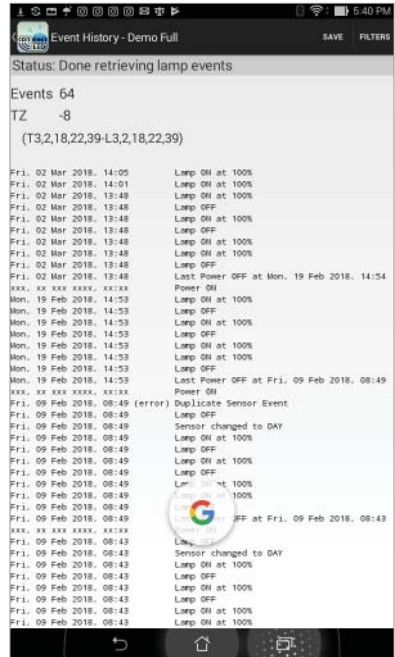 5:40 PM
Event History - Demo Full
SAVE
FILTERS
Status: Done retrieving lamp events
Events 64
TZ -8
(T3,2,18,22,39-L3,2,18,22,39)
Fri. 02 Mar 2018. 14:05 Lamp ON at 100%
Fri. 02 Mar 2018. 14:01 Lamp ON at 100%
Fri. 02 Mar 2018. 13:48 Lamp ON at 100%
Fri. 02 Mar 2018. 13:48 Lamp OFF
Fri. 02 Mar 2018. 13:48 Lamp ON at 100%
Fri. 02 Mar 2018. 13:48 Lamp OFF
Fri. 02 Mar 2018. 13:48 Lamp ON at 100%
Fri. 02 Mar 2018. 13:48 Lamp ON at 100%
Fri. 02 Mar 2018. 13:48 Lamp OFF
Fri. 02 Mar 2018. 13:48 Last Power OFF at Mon. 19 Feb 2018. 14:54
xxx. xx xxx xxxx. xx:xx Power ON
Mon. 19 Feb 2018. 14:53 Lamp ON at 100%
Mon. 19 Feb 2018. 14:53 Lamp OFF
Mon. 19 Feb 2018. 14:53 Lamp ON at 100%
Mon. 19 Feb 2018. 14:53 Lamp OFF
Mon. 19 Feb 2018. 14:53 Lamp ON at 100%
Mon. 19 Feb 2018. 14:53 Lamp OFF
Mon. 19 Feb 2018. 14:53 Last Power OFF at Fri. 09 Feb 2018. 08:49
xxx. xx xxx xxxx. xx:xx Power ON
Fri. 09 Feb 2018. 08:49 (error) Duplicate Sensor Event
Fri. 09 Feb 2018. 08:49 Lamp OFF
Fri. 09 Feb 2018. 08:49 Sensor changed to DAY
Fri. 09 Feb 2018. 08:49 Lamp ON at 100%
Fri. 09 Feb 2018. 08:49 Lamp OFF
Fri. 09 Feb 2018. 08:49 Lamp ON at 100%
Fri. 09 Feb 2018. 08:49 Lamp OFF
Fri. 09 Feb 2018. 08:49 at 100%
Fri. 09 Feb 2018. 08:49 100%
Fri. 09 Feb 2018. 08:49
Fri. 09 Feb 2018. 08:49 OFF at Fri. 09 Feb 2018. 08:43
xxx. xx xxx xxxx. xx:xx
Fri. 09 Feb 2018. 08:43 OFF
Fri. 09 Feb 2018. 08:43 Sensor changed to DAY
Fri. 09 Feb 2018. 08:43 Lamp ON at 100%
Fri. 09 Feb 2018. 08:43 Lamp OFF
Fri. 09 Feb 2018. 08:43 Lamp ON at 100%
Fri. 09 Feb 2018. 08:43 Lamp OFF
Fri. 09 Feb 2018. 08:43 Lamp ON at 100%
Fri. 09 Feb 2018. 08:43 Lamp ON at 100%